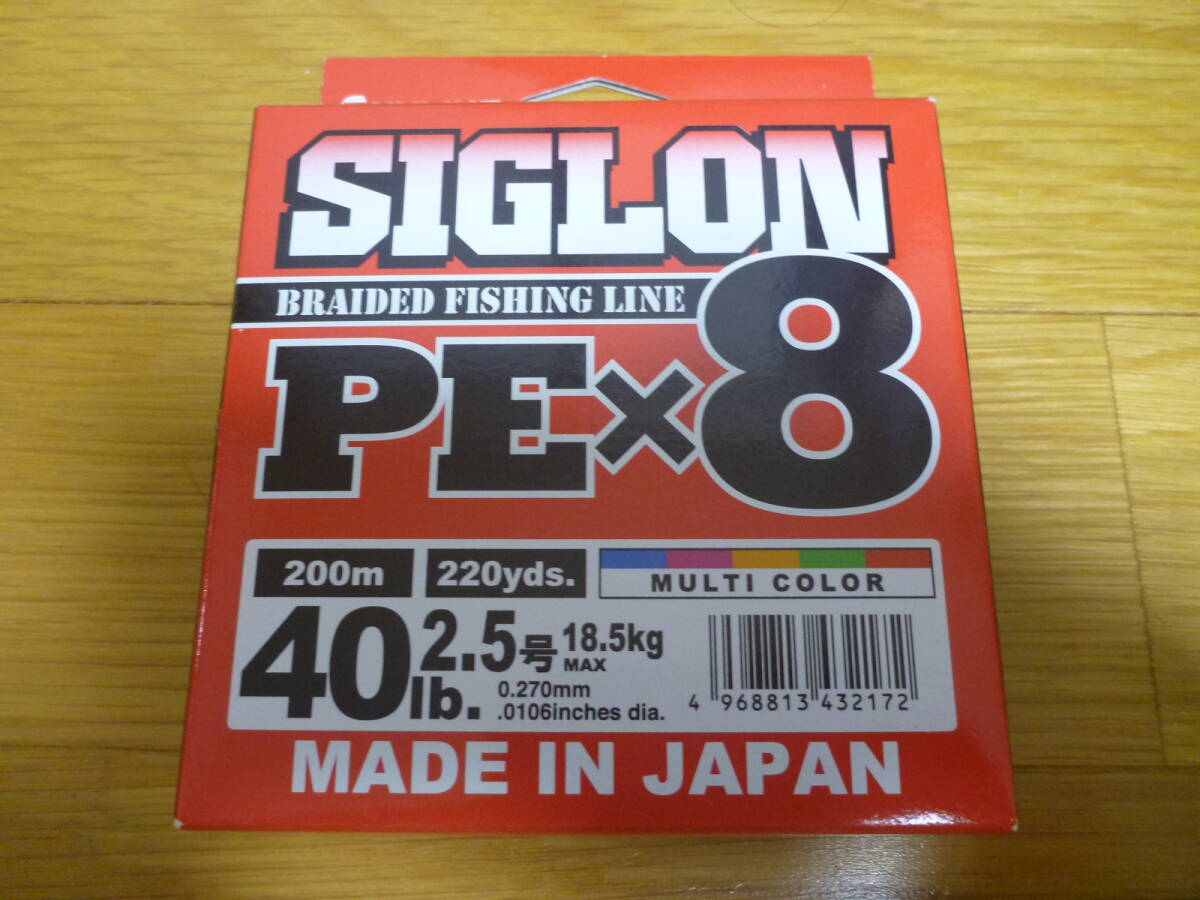 SIGLON
BRAIDED FISHING LINE
PE×8
200m 220yds. MULTI COLOR
40lb. 2.5号 18.5kg MAX
0.270mm
.0106inches dia.
4 968813 432172
MADE IN JAPAN